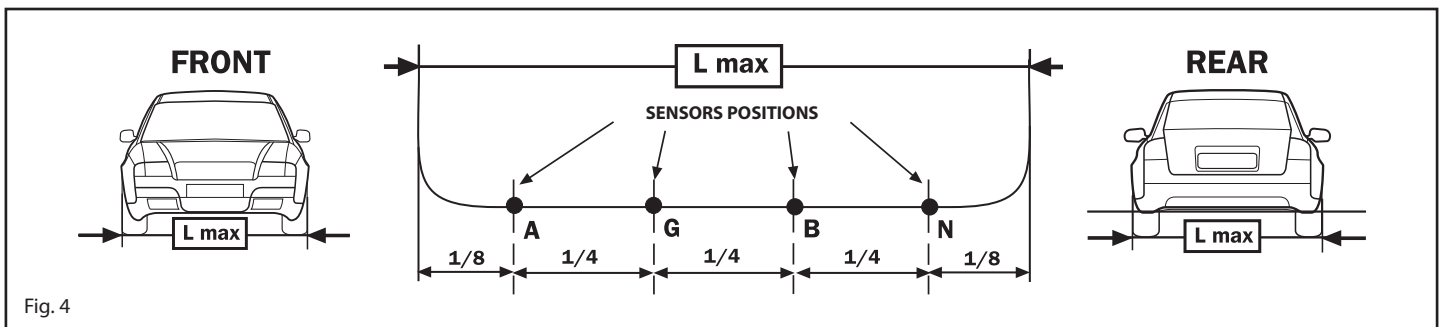 FRONT
L max
REAR
SENSORS POSITIONS
A
G
B
N
L max
L max
1/8
1/4
1/4
1/4
1/8
Fig. 4